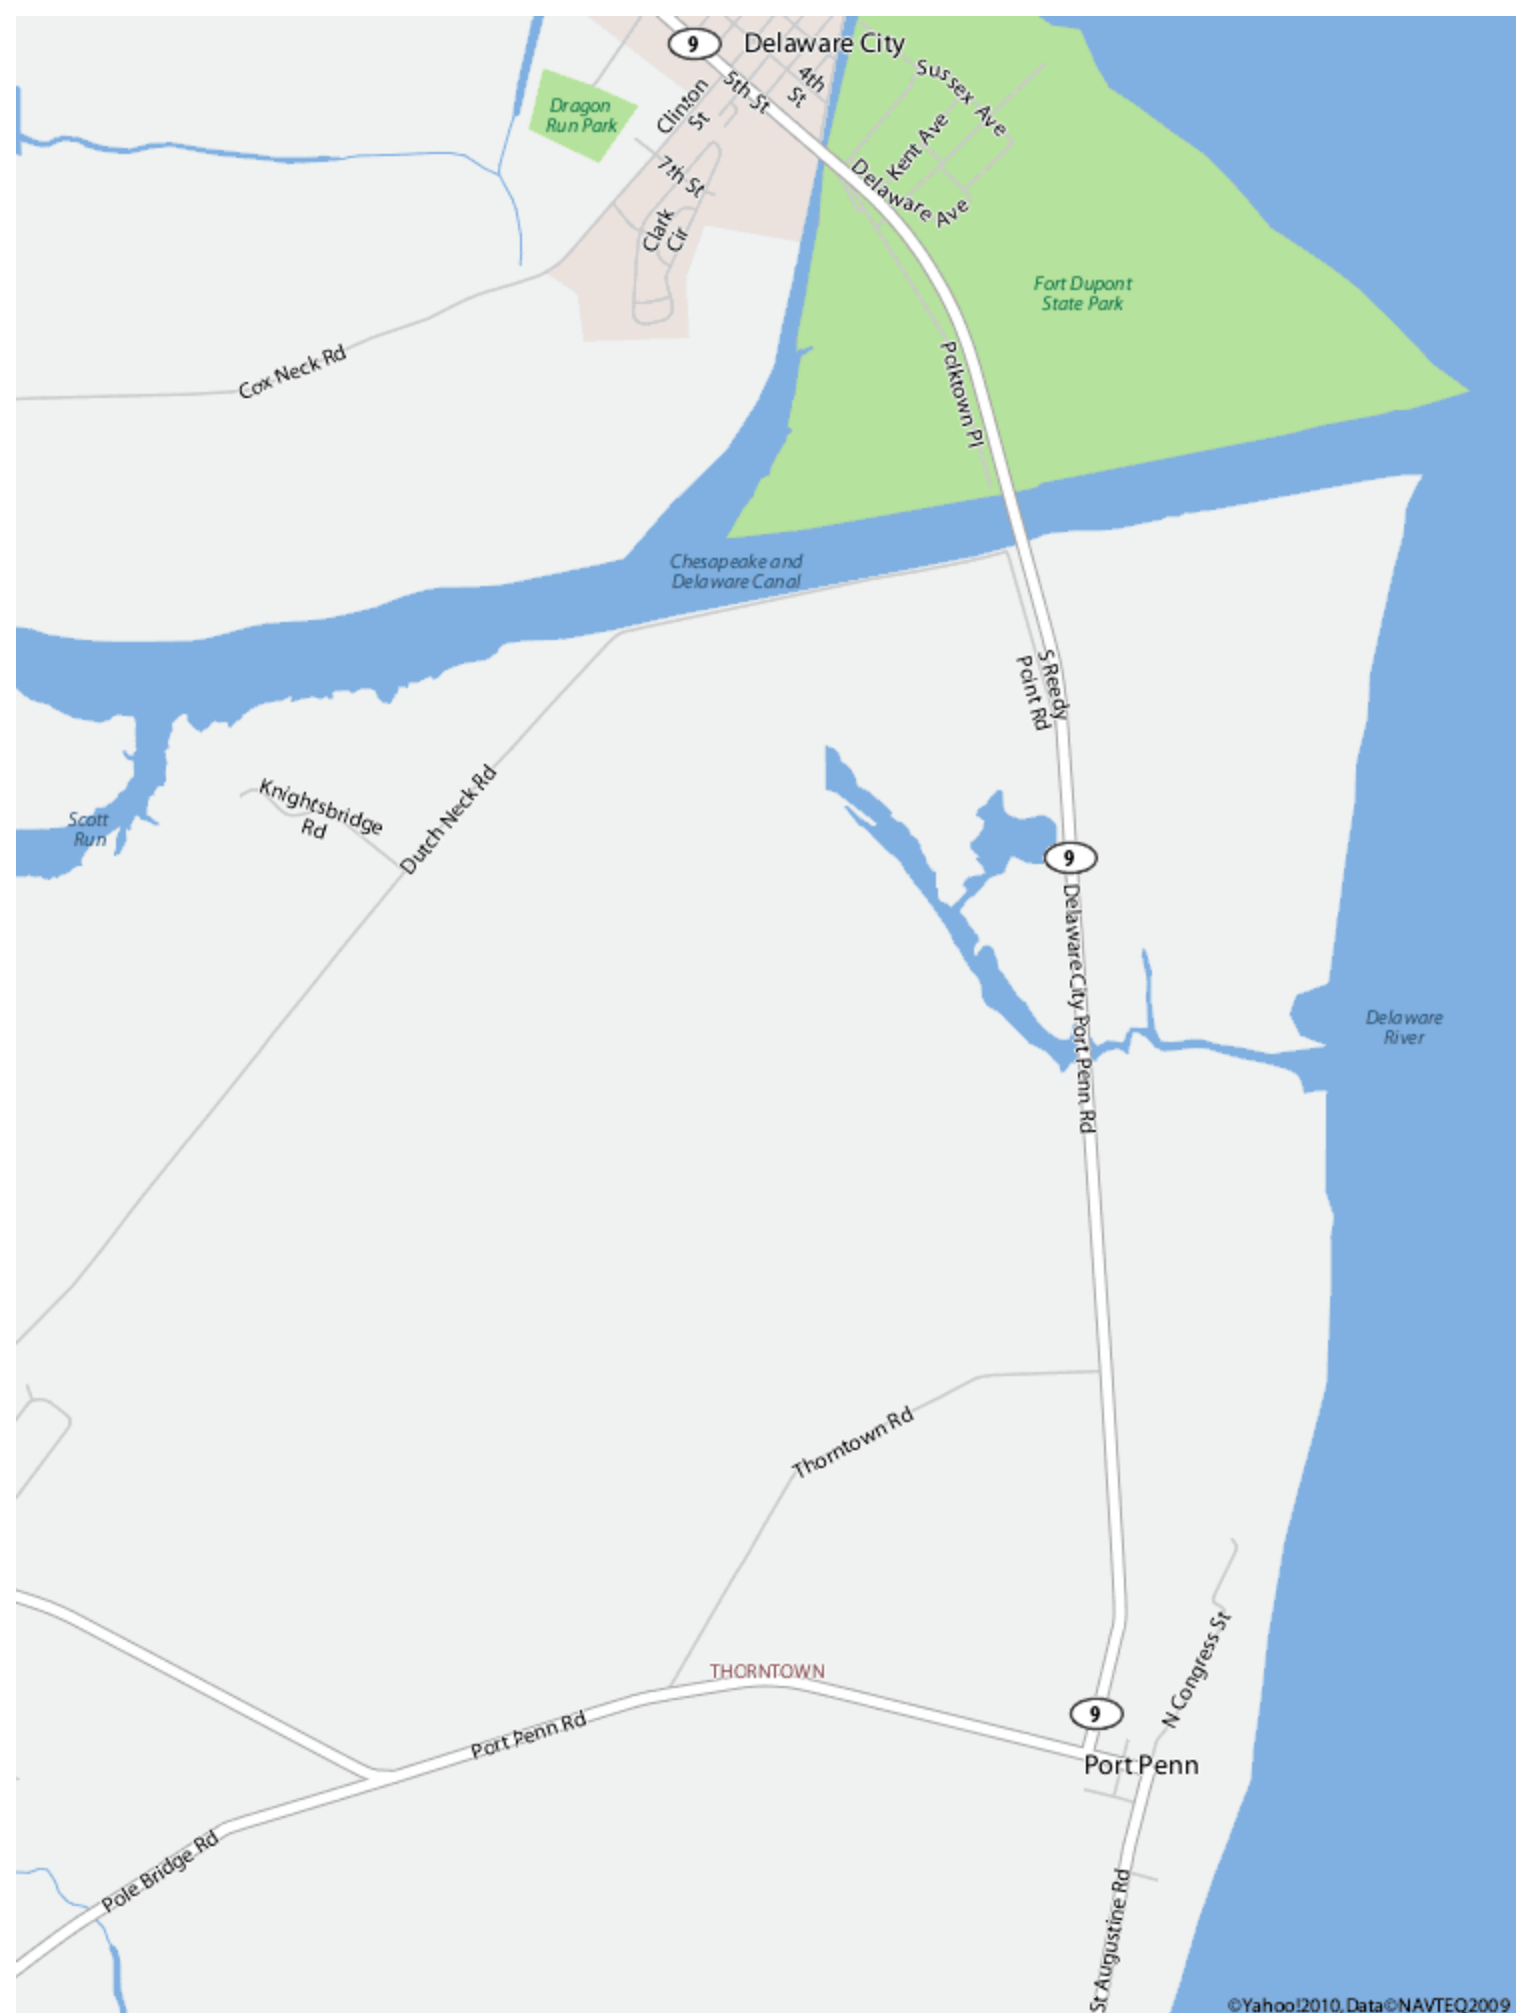 9
Delaware City
Sussex Ave
4th
St
5th St
Clinton
St
Dragon
Run Park
Kent Ave
7th St
Delaware Ave
Clark
Cir
Fort Dupont
State Park
Cox Neck Rd
Polktown Pl
Chesapeake and
Delaware Canal
S Reedy
Point Rd
Knightsbridge
Rd
Dutch Neck Rd
Scott
Run
9
Delaware City Port Penn Rd
Delaware
River
Thorntown Rd
N Congress St
THORNTOWN
9
Port Penn Rd
Port Penn
Pole Bridge Rd
St Augustine Rd
©Yahoo!2010, Data©NAVTEQ2009